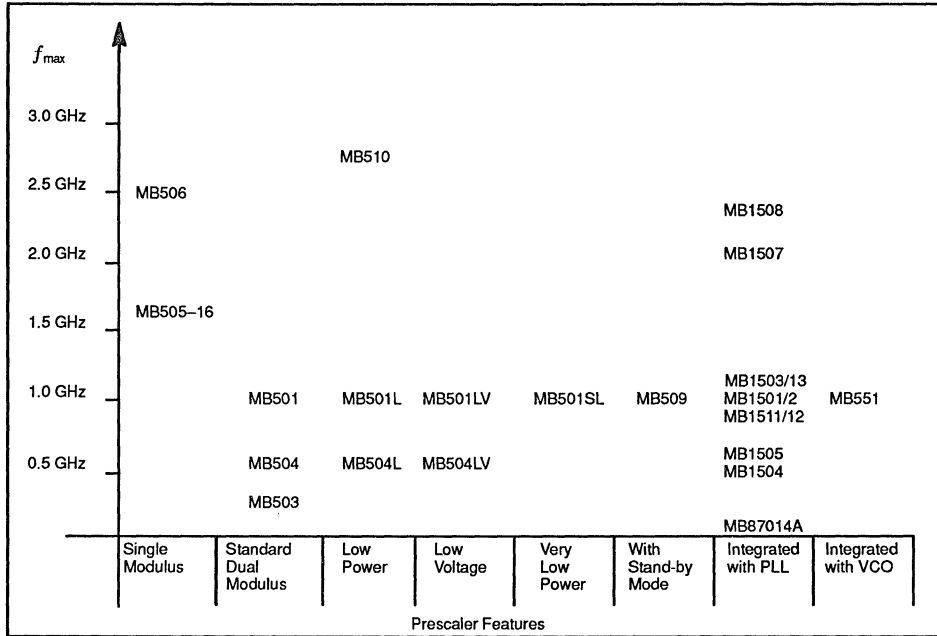 fmax
3.0 GHz
MB510
2.5 GHz
MB506
MB1508
2.0 GHz
MB1507
MB505–16
1.5 GHz
MB1503/13
1.0 GHz
MB501
MB501L
MB501LV
MB501SL
MB509
MB1501/2
MB551
MB1511/12
MB1505
0.5 GHz
MB504
MB504L
MB504LV
MB1504
MB503
MB87014A
Single
Modulus
Standard
Dual
Modulus
Low
Power
Low
Voltage
Very
Low
Power
With
Stand-by
Mode
Integrated
with PLL
Integrated
with VCO
Prescaler Features